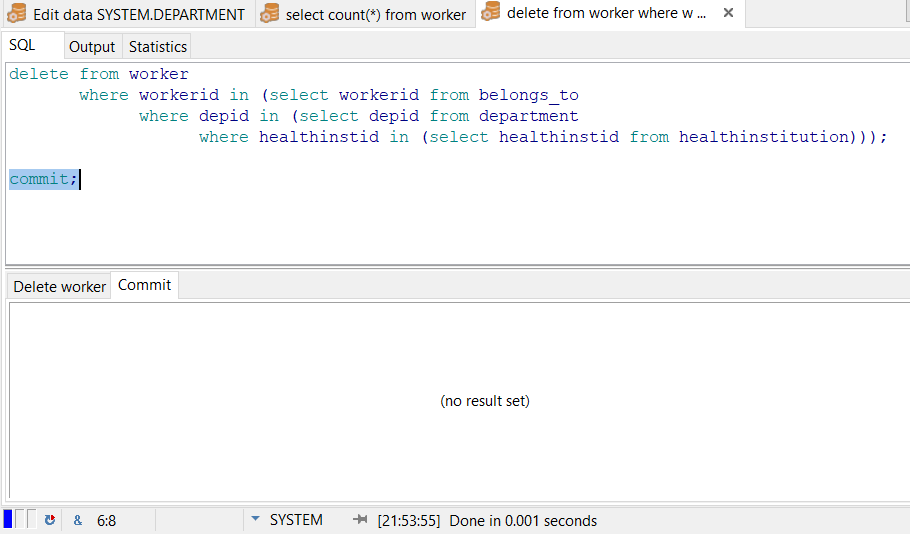 Edit data SYSTEM.DEPARTMENT select count(*) from worker delete from worker where w ...
SQL Output Statistics
delete from worker
where workerid in (select workerid from belongs_to
where depid in (select depid from department
where healthinstid in (select healthinstid from healthinstitution)));
commit;
Delete worker Commit
(no result set)
& 6:8 SYSTEM [21:53:55] Done in 0.001 seconds